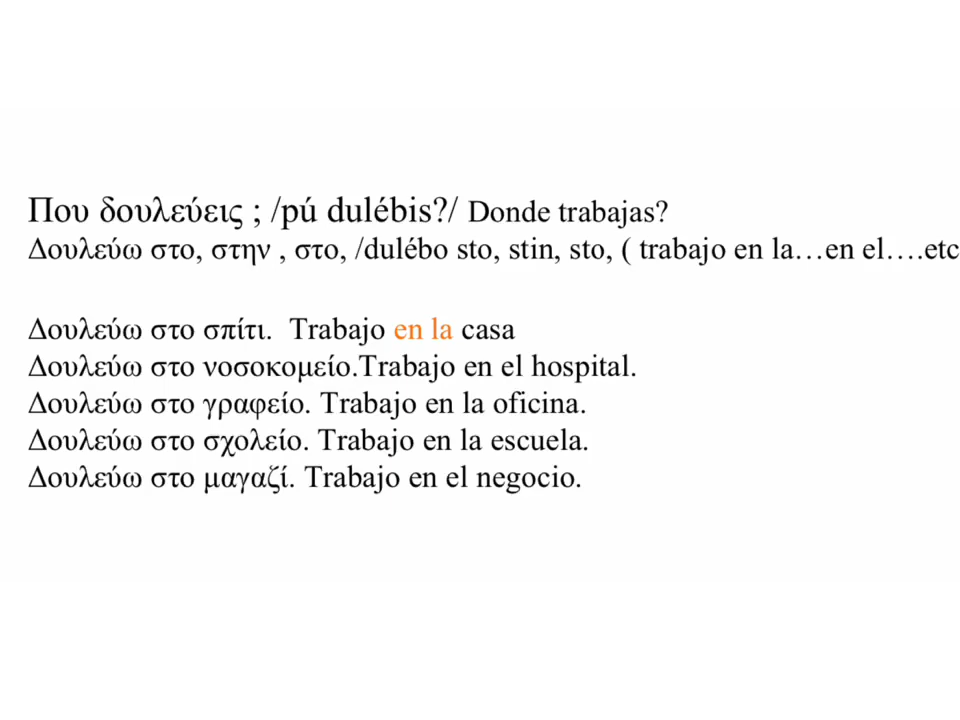 Που δουλεύεις ; /pú dulébis?/ Donde trabajas?
Δουλεύω στο, στην , στο, /dulébo sto, stin, sto, ( trabajo en la…en el….etc
Δουλεύω στο σπίτι. Trabajo en la casa
Δουλεύω στο νοσοκομείο.Trabajo en el hospital.
Δουλεύω στο γραφείο. Trabajo en la oficina.
Δουλεύω στο σχολείο. Trabajo en la escuela.
Δουλεύω στο μαγαζί. Trabajo en el negocio.